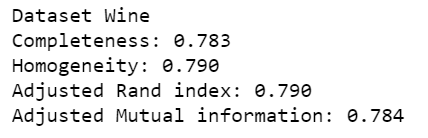 Dataset Wine
Completeness: 0.783
Homogeneity: 0.790
Adjusted Rand index: 0.790
Adjusted Mutual information: 0.784